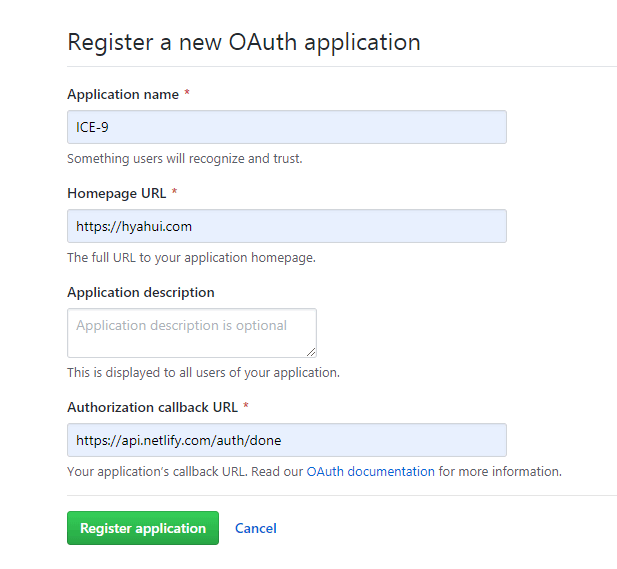 Register a new OAuth application
Application name *
ICE-9
Something users will recognize and trust.
Homepage URL *
https://hyahui.com
The full URL to your application homepage.
Application description
Application description is optional
This is displayed to all users of your application.
Authorization callback URL *
https://api.netlify.com/auth/done
Your application’s callback URL. Read our OAuth documentation for more information.
Register application Cancel